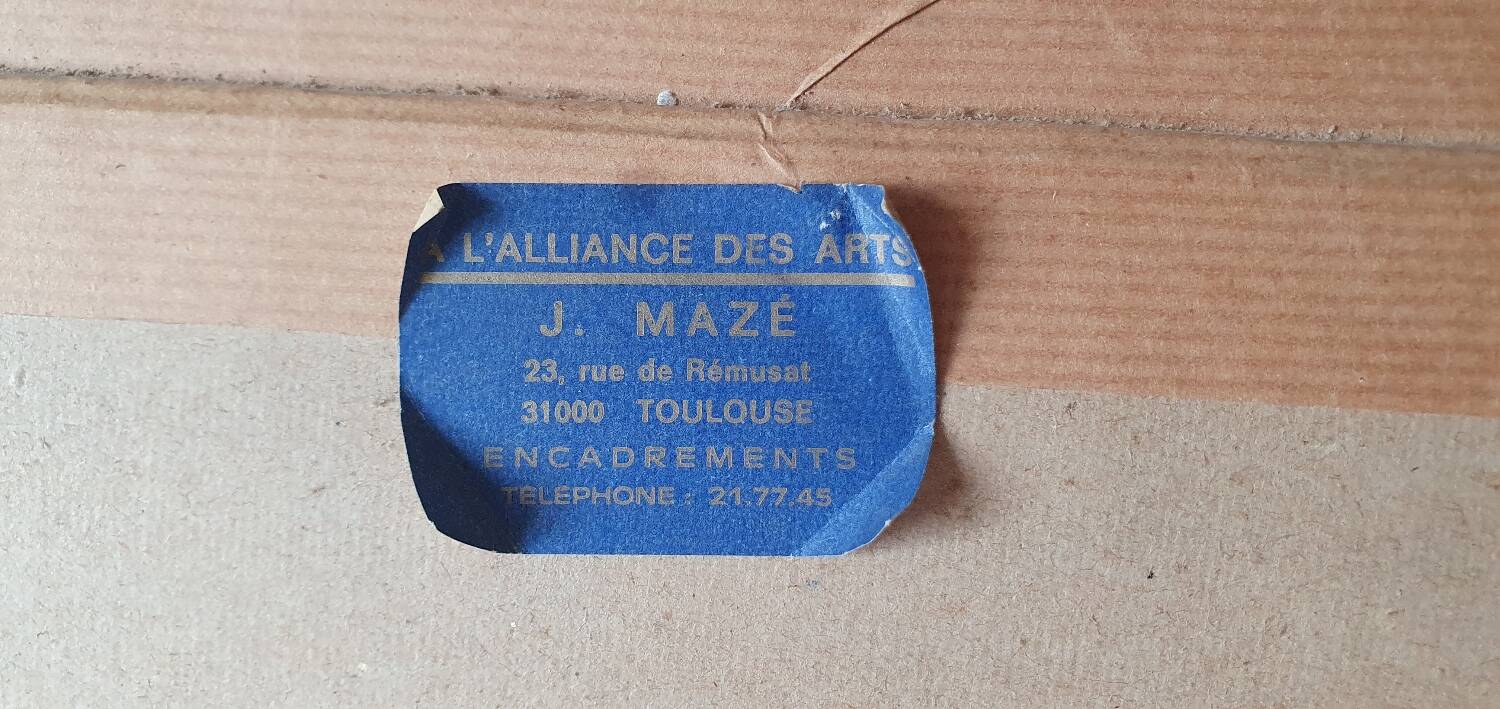 A L'ALLIANCE DES ARTS
J. MAZÉ
23, rue de Rémusat
31000 TOULOUSE
ENCADREMENTS
TÉLÉPHONE : 21.77.45